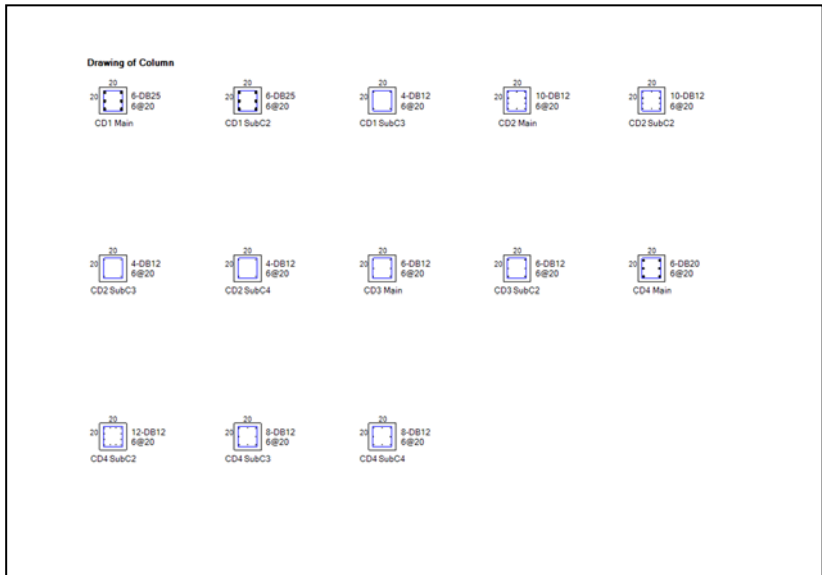 Drawing of Column
20
20 6-DB25
6@20
CD1 Main
20
20 6-DB25
6@20
CD1 SubC2
20
20 4-DB12
6@20
CD1 SubC3
20
20 10-DB12
6@20
CD2 Main
20
20 10-DB12
6@20
CD2 SubC2
20
20 4-DB12
6@20
CD2 SubC3
20
20 4-DB12
6@20
CD2 SubC4
20
20 6-DB12
6@20
CD3 Main
20
20 6-DB12
6@20
CD3 SubC2
20
20 6-DB20
6@20
CD4 Main
20
20 12-DB12
6@20
CD4 SubC2
20
20 8-DB12
6@20
CD4 SubC3
20
20 8-DB12
6@20
CD4 SubC4